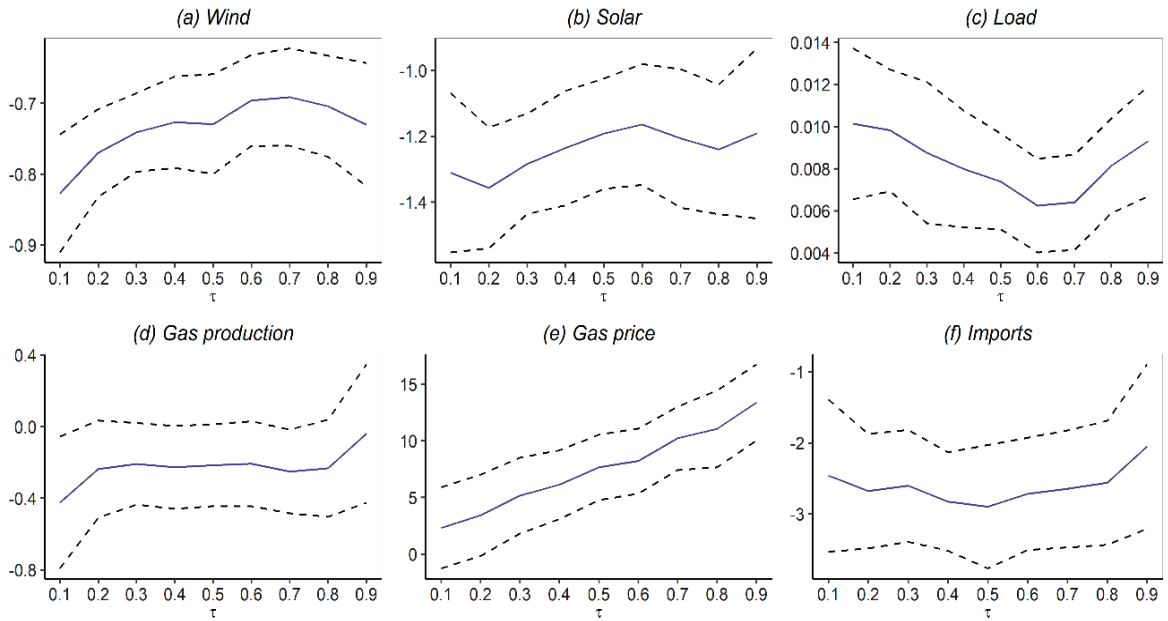 (a) Wind
-0.7
-0.8
-0.9
0.1 0.2 0.3 0.4 0.5 0.6 0.7 0.8 0.9
τ
(b) Solar
-1.0
-1.2
-1.4
0.1 0.2 0.3 0.4 0.5 0.6 0.7 0.8 0.9
τ
(c) Load
0.014
0.012
0.010
0.008
0.006
0.004
0.1 0.2 0.3 0.4 0.5 0.6 0.7 0.8 0.9
τ
(d) Gas production
0.4
0.0
-0.4
-0.8
0.1 0.2 0.3 0.4 0.5 0.6 0.7 0.8 0.9
τ
(e) Gas price
15
10
5
0
0.1 0.2 0.3 0.4 0.5 0.6 0.7 0.8 0.9
τ
(f) Imports
-1
-2
-3
0.1 0.2 0.3 0.4 0.5 0.6 0.7 0.8 0.9
τ